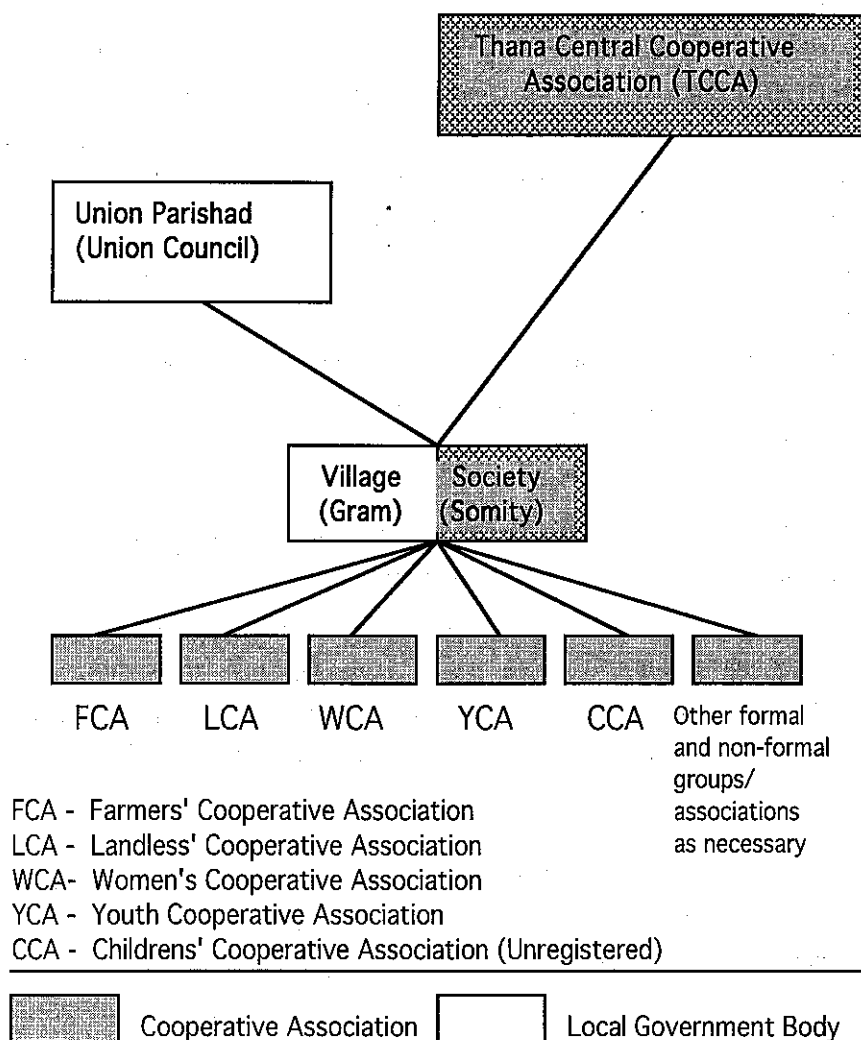 Thana Central Cooperative
Association (TCCA)
Union Parishad
(Union Council)
Village
(Gram)
Society
(Somity)
FCA
LCA
WCA
YCA
CCA
Other formal
and non-formal
groups/
associations
as necessary
FCA - Farmers' Cooperative Association
LCA - Landless' Cooperative Association
WCA- Women's Cooperative Association
YCA - Youth Cooperative Association
CCA - Childrens' Cooperative Association (Unregistered)
Cooperative Association
Local Government Body